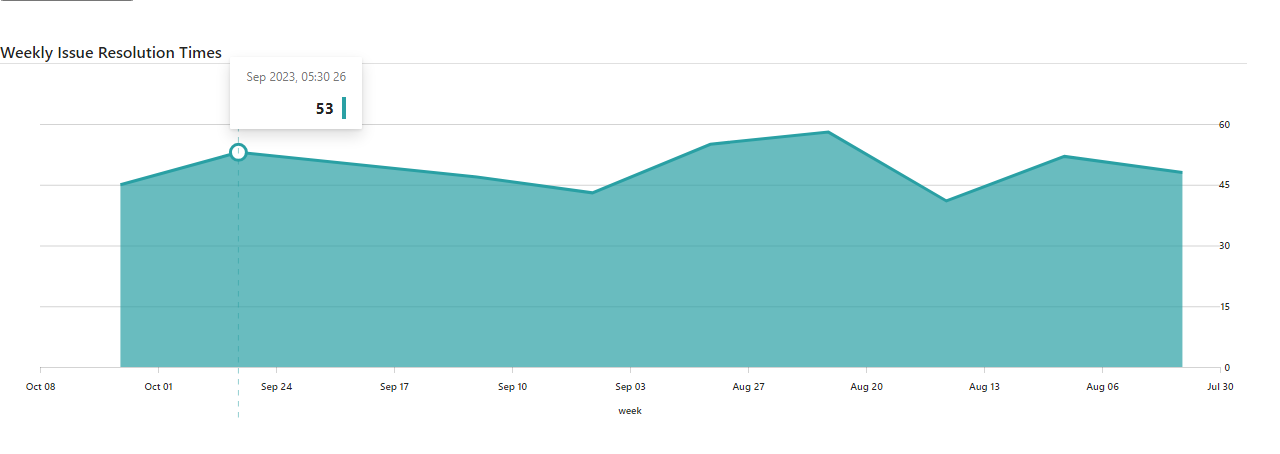 Weekly Issue Resolution Times
Sep 2023, 05:30 26
53
60
45
30
15
0
Oct 08 Oct 01 Sep 24 Sep 17 Sep 10 Sep 03 Aug 27 Aug 20 Aug 13 Aug 06 Jul 30
week